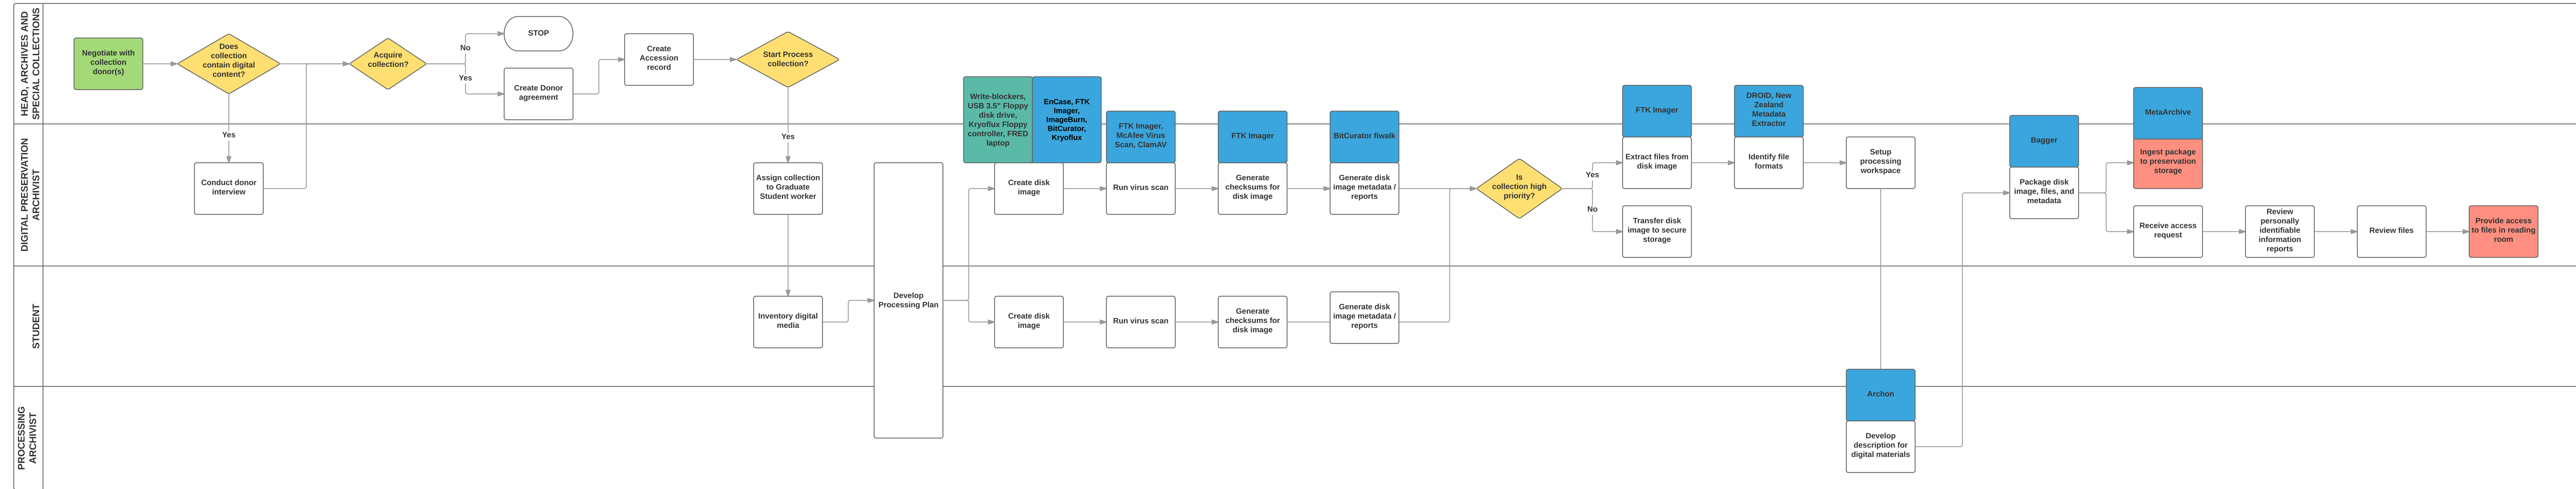 HEAD, ARCHIVES AND
SPECIAL COLLECTIONS
Negotiate with
collection
donor(s)
Does
collection
contain digital
content?
Yes
Acquire
collection?
No
Yes
STOP
Create Donor
agreement
Create
Accession
record
Start Process
collection?
Yes
DIGITAL PRESERVATION
ARCHIVIST
Conduct donor
interview
Assign collection
to Graduate
Student worker
Develop
Processing Plan
Write-blockers,
USB 3.5" Floppy
disk drive,
Kryoflux Floppy
controller, FRED
laptop
EnCase, FTK
Imager,
ImageBurn,
BitCurator,
Kryoflux
Create disk
image
FTK Imager,
McAfee Virus
Scan, ClamAV
Run virus scan
FTK Imager
Generate
checksums for
disk image
BitCurator fiwalk
Generate disk
image metadata /
reports
Is
collection high
priority?
Yes
No
FTK Imager
Extract files from
disk image
Transfer disk
image to secure
storage
DROID, New
Zealand
Metadata
Extractor
Identify file
formats
Setup
processing
workspace
Bagger
Package disk
image, files, and
metadata
MetaArchive
Ingest package
to preservation
storage
Receive access
request
Review
personally
identifiable
information
reports
Review files
Provide access
to files in reading
room
STUDENT
Inventory digital
media
Create disk
image
Run virus scan
Generate
checksums for
disk image
Generate disk
image metadata /
reports
PROCESSING
ARCHIVIST
Archon
Develop
description for
digital materials